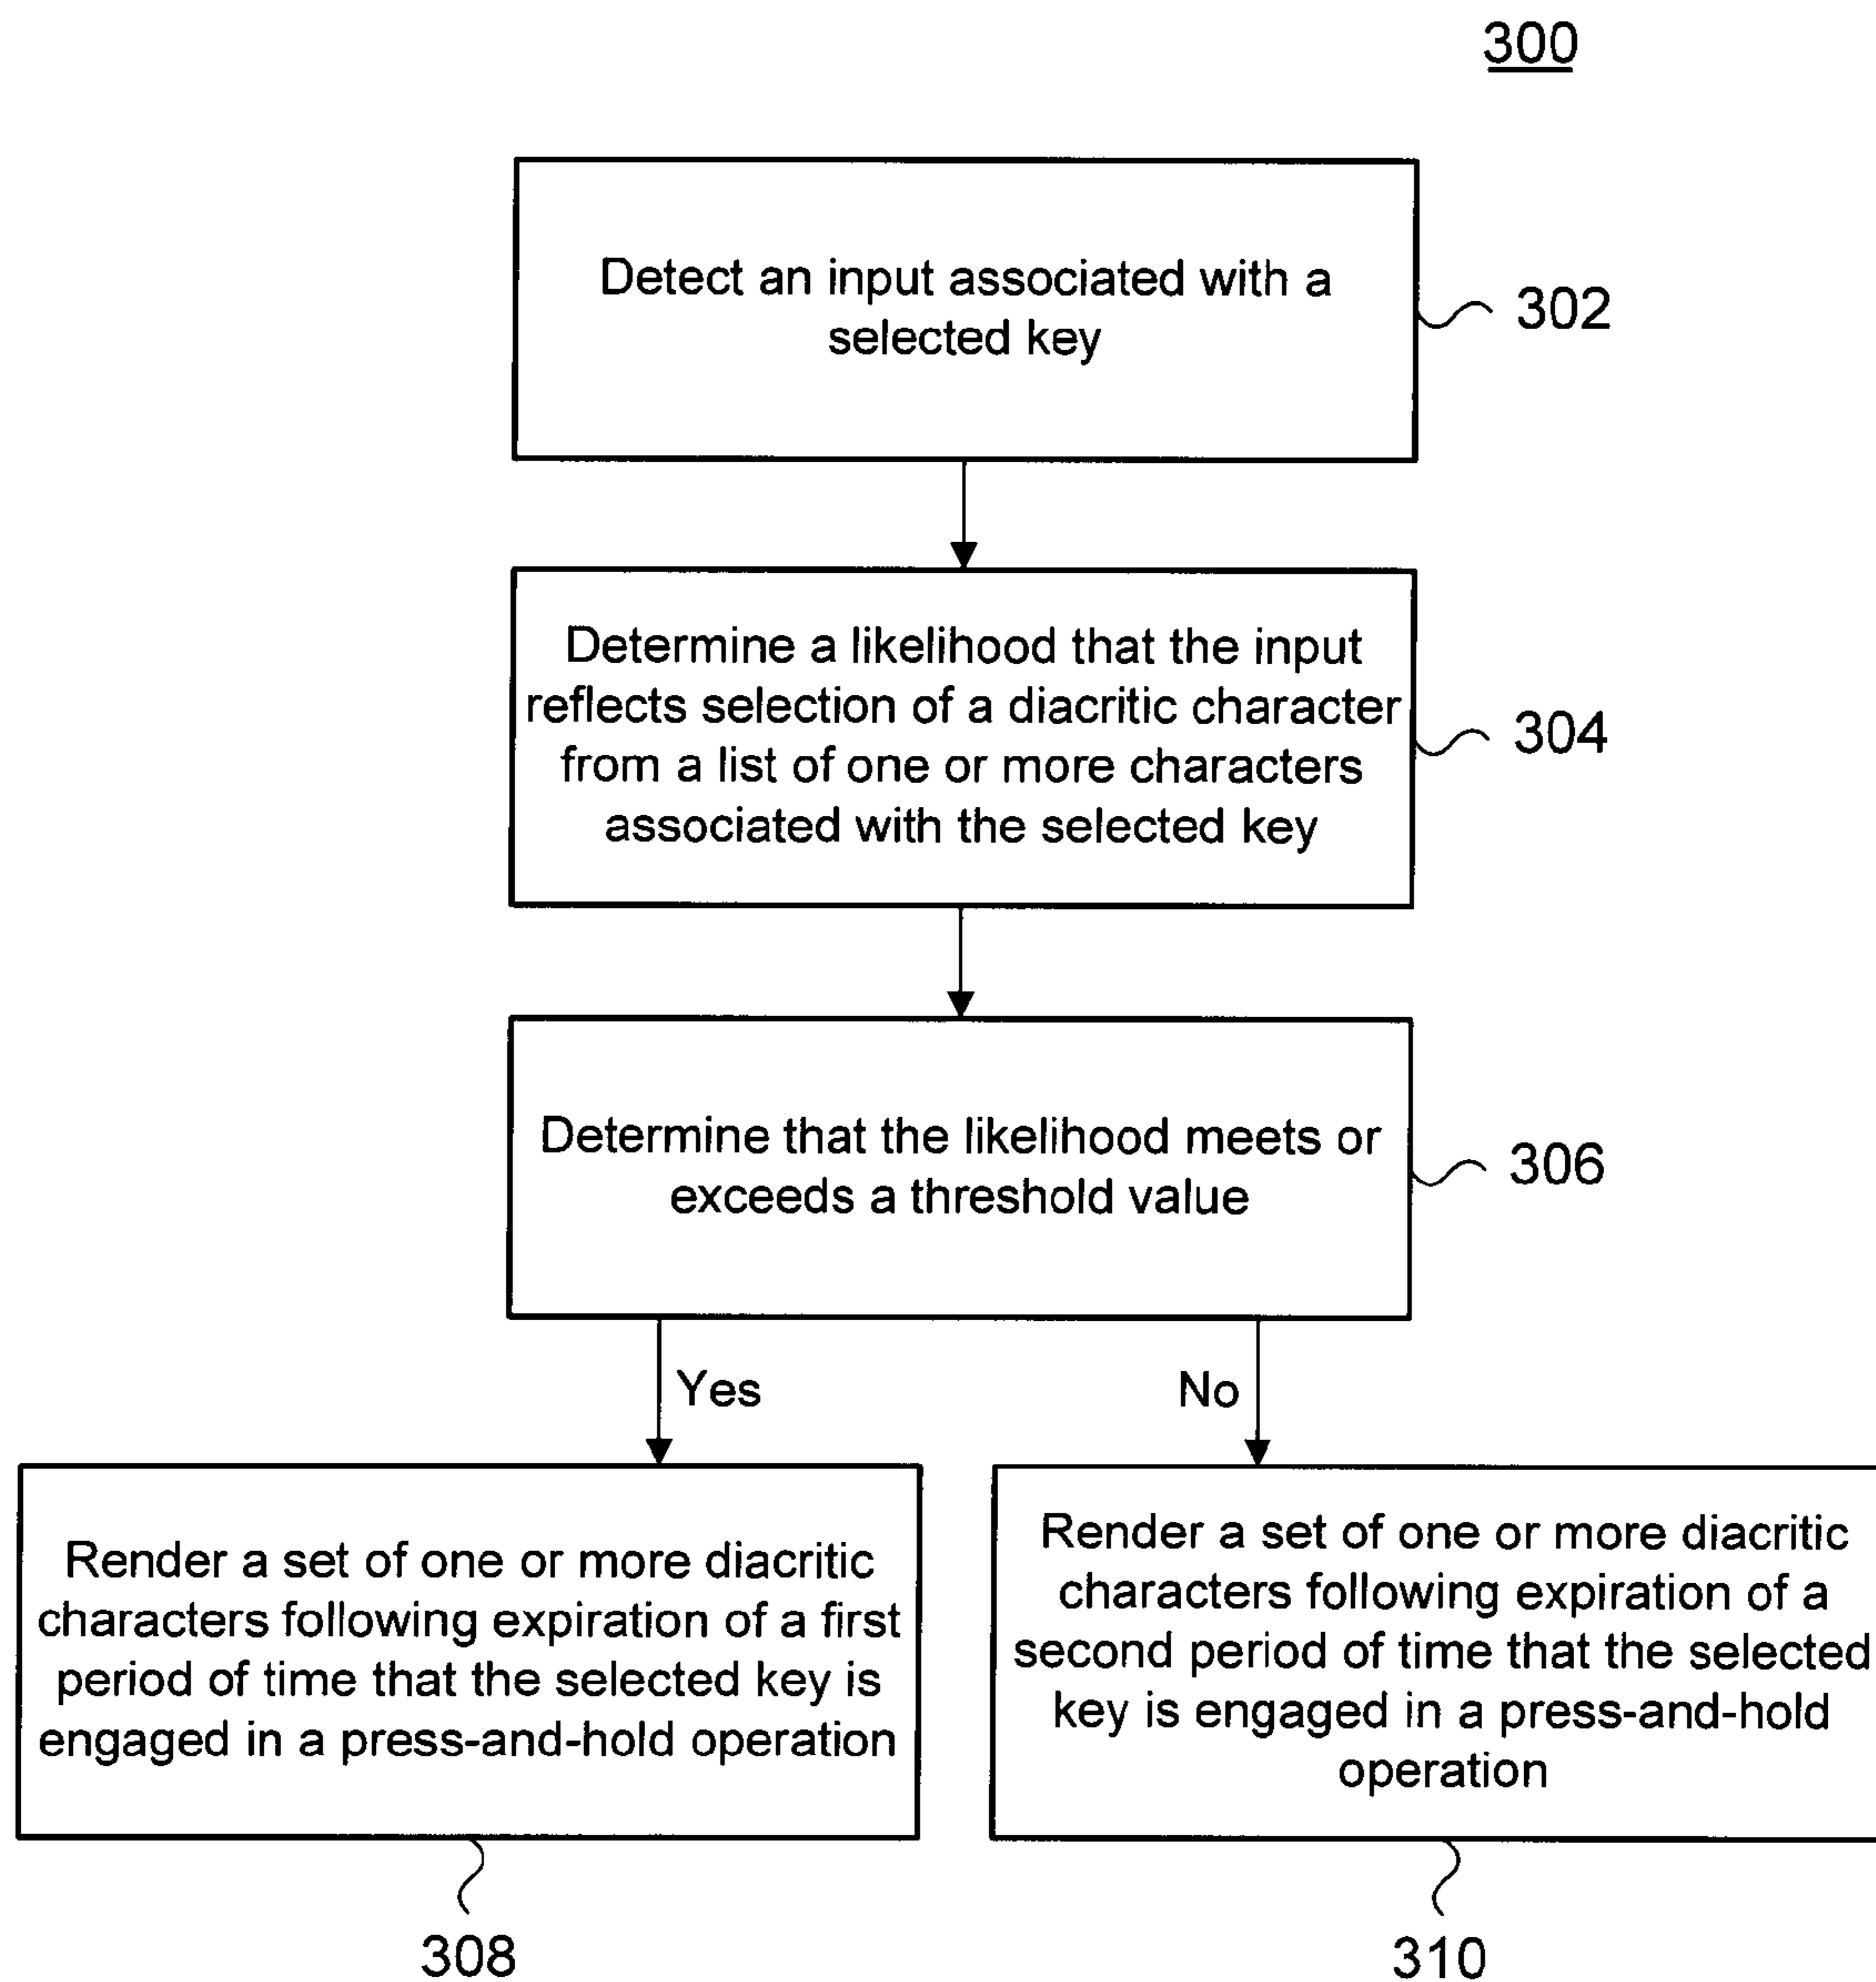 300
Detect an input associated with a
selected key
302
Determine a likelihood that the input
reflects selection of a diacritic character
from a list of one or more characters
associated with the selected key
304
Determine that the likelihood meets or
exceeds a threshold value
306
Yes
No
Render a set of one or more diacritic
characters following expiration of a first
period of time that the selected key is
engaged in a press-and-hold operation
308
Render a set of one or more diacritic
characters following expiration of a
second period of time that the selected
key is engaged in a press-and-hold
operation
310